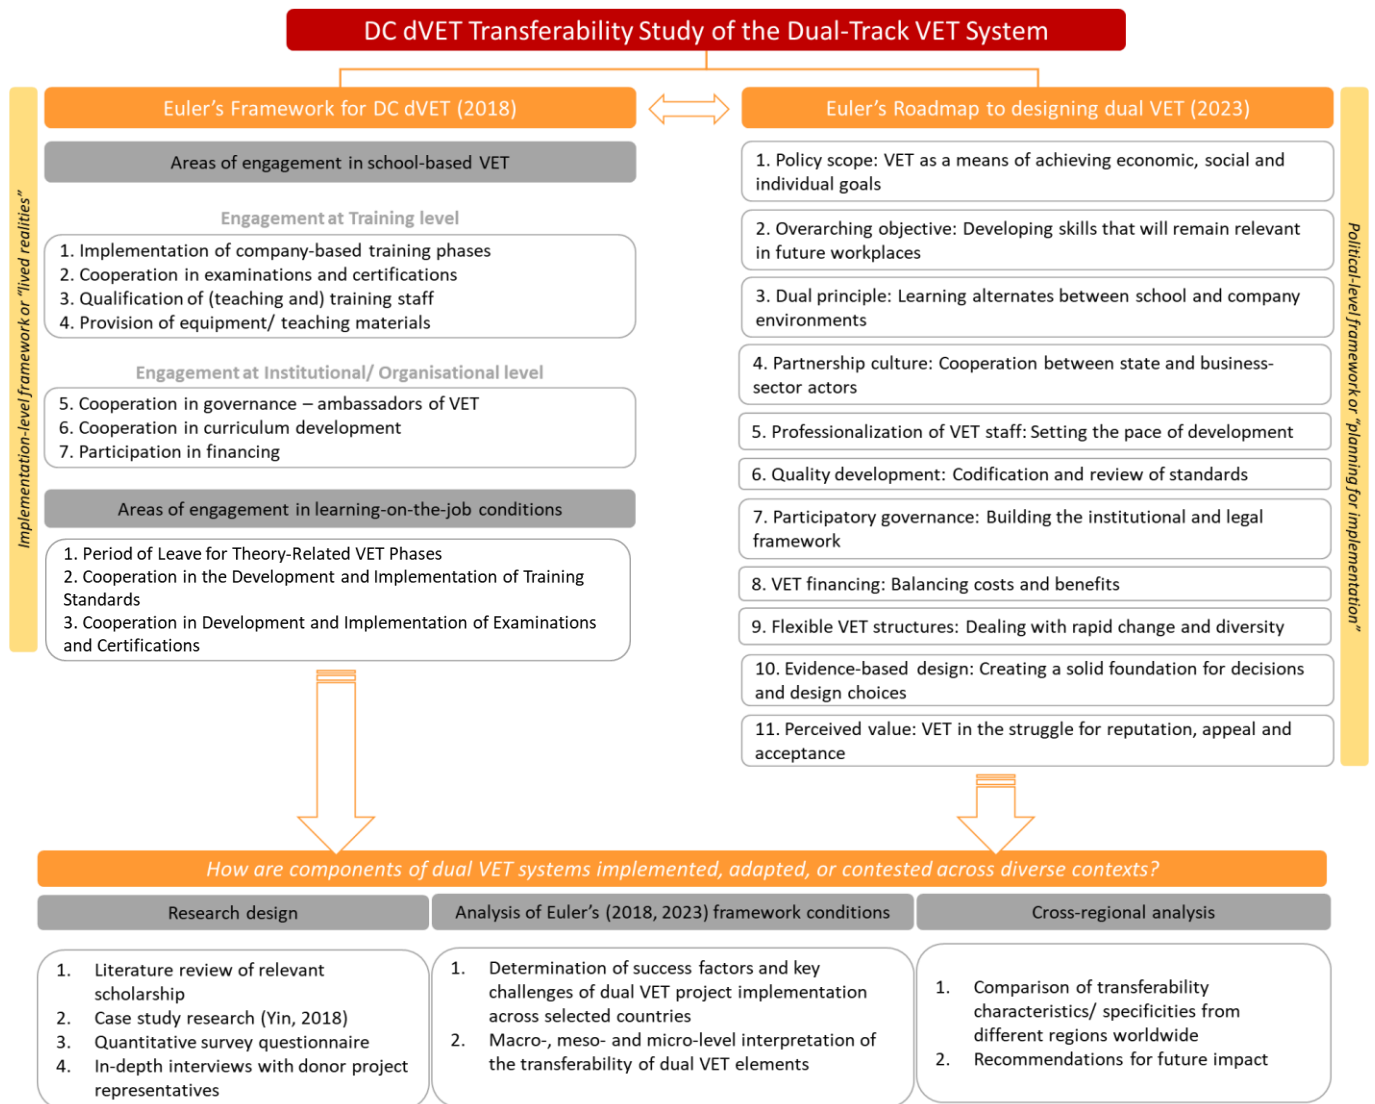 DC dVET Transferability Study of the Dual-Track VET System
Implementation-level framework or “lived realities”
Euler’s Framework for DC dVET (2018)
Areas of engagement in school-based VET
Engagement at Training level
1. Implementation of company-based training phases
2. Cooperation in examinations and certifications
3. Qualification of (teaching and) training staff
4. Provision of equipment/ teaching materials
Engagement at Institutional/ Organisational level
5. Cooperation in governance – ambassadors of VET
6. Cooperation in curriculum development
7. Participation in financing
Areas of engagement in learning-on-the-job conditions
1. Period of Leave for Theory-Related VET Phases
2. Cooperation in the Development and Implementation of Training
Standards
3. Cooperation in Development and Implementation of Examinations
and Certifications
Euler’s Roadmap to designing dual VET (2023)
1. Policy scope: VET as a means of achieving economic, social and
individual goals
2. Overarching objective: Developing skills that will remain relevant
in future workplaces
3. Dual principle: Learning alternates between school and company
environments
4. Partnership culture: Cooperation between state and business-
sector actors
5. Professionalization of VET staff: Setting the pace of development
6. Quality development: Codification and review of standards
7. Participatory governance: Building the institutional and legal
framework
8. VET financing: Balancing costs and benefits
9. Flexible VET structures: Dealing with rapid change and diversity
10. Evidence-based design: Creating a solid foundation for decisions
and design choices
11. Perceived value: VET in the struggle for reputation, appeal and
acceptance
Political-level framework or “planning for implementation”
How are components of dual VET systems implemented, adapted, or contested across diverse contexts?
Research design
1. Literature review of relevant
scholarship
2. Case study research (Yin, 2018)
3. Quantitative survey questionnaire
4. In-depth interviews with donor project
representatives
Analysis of Euler’s (2018, 2023) framework conditions
1. Determination of success factors and key
challenges of dual VET project implementation
across selected countries
2. Macro-, meso- and micro-level interpretation of
the transferability of dual VET elements
Cross-regional analysis
1. Comparison of transferability
characteristics/ specificities from
different regions worldwide
2. Recommendations for future impact